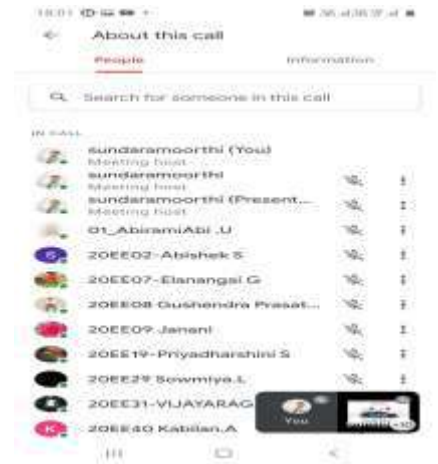 18:01
About this call
People Information
Search for someone in this call
IN CALL
sundaramoorthi (You)
Meeting host
sundaramoorthi
Meeting host
sundaramoorthi (Present...
Meeting host
01_AbiramiAbi .U
20EE02-Abishek S
20EE07-Elanangai G
20EE08 Gushendra Prasat...
20EE09 Janani
20EE19-Priyadharshini S
20EE29 Sowmiya.L
20EE31-VIJAYARAG
You
20EE40 Kabilan.A